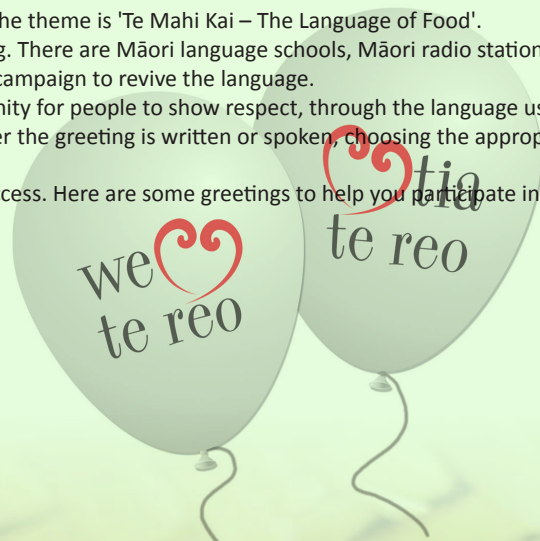 he theme is 'Te Mahi Kai – The Language of Food'.
g. There are Māori language schools, Māori radio station
campaign to revive the language.
nity for people to show respect, through the language us
er the greeting is written or spoken, choosing the approp
ccess. Here are some greetings to help you participate in
we
te reo
tia
te reo